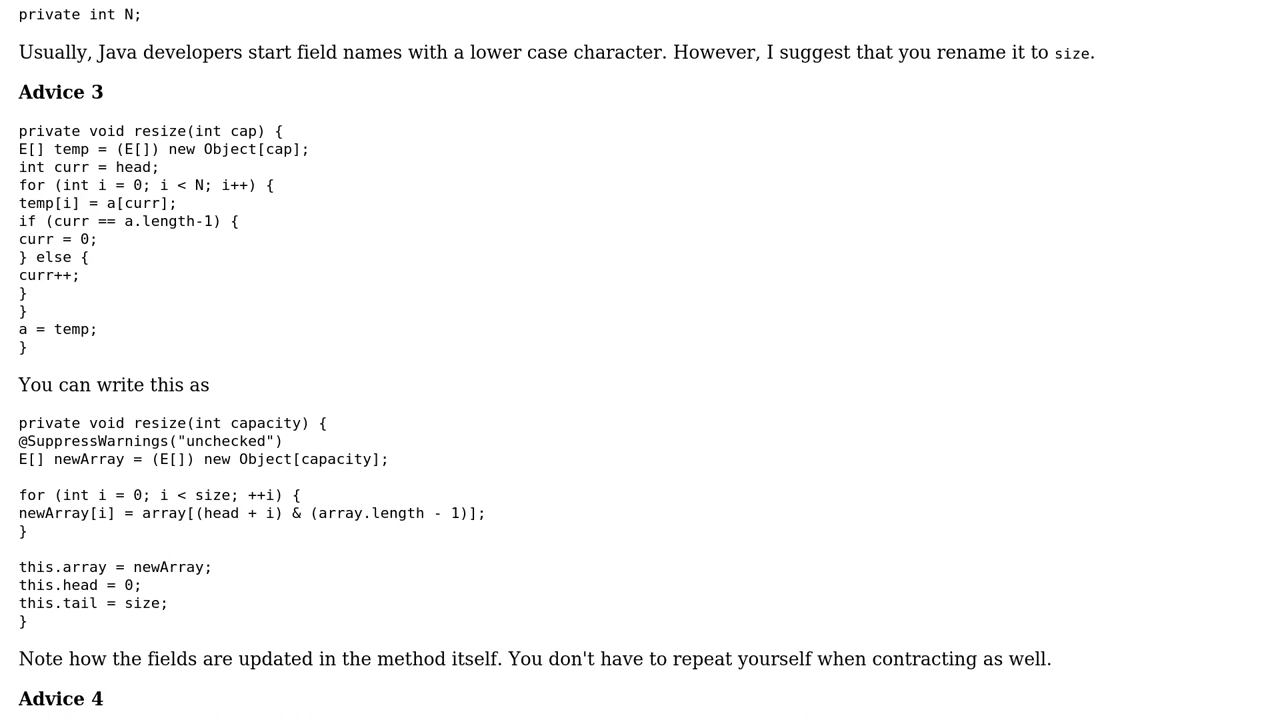 private int N;
Usually, Java developers start field names with a lower case character. However, I suggest that you rename it to size.
Advice 3
private void resize(int cap) {
E[] temp = (E[]) new Object[cap];
int curr = head;
for (int i = 0; i < N; i++) {
temp[i] = a[curr];
if (curr == a.length-1) {
curr = 0;
} else {
curr++;
}
}
a = temp;
}
You can write this as
private void resize(int capacity) {
@SuppressWarnings("unchecked")
E[] newArray = (E[]) new Object[capacity];
for (int i = 0; i < size; ++i) {
newArray[i] = array[(head + i) & (array.length - 1)];
}
this.array = newArray;
this.head = 0;
this.tail = size;
}
Note how the fields are updated in the method itself. You don't have to repeat yourself when contracting as well.
Advice 4